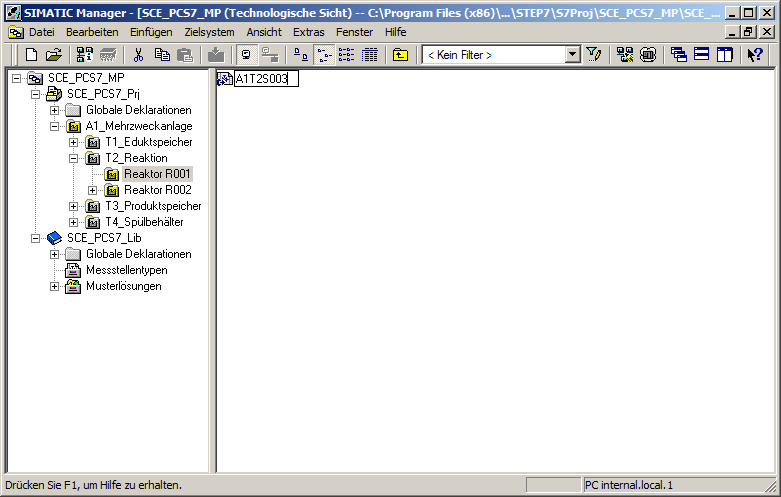 SIMATIC Manager - [SCE_PCS7_MP (Technologische Sicht) -- C:\Program Files (x86)\...\STEP7\S7Proj\SCE_PCS7_MP\SCE_...
Datei Bearbeiten Einfügen Zielsystem Ansicht Extras Fenster Hilfe
< Kein Filter >
SCE_PCS7_MP
SCE_PCS7_Prj
Globale Deklarationen
A1_Mehrzweckanlage
T1_Eduktspeicher
T2_Reaktion
Reaktor R001
Reaktor R002
T3_Produktspeicher
T4_Spülbehälter
SCE_PCS7_Lib
Globale Deklarationen
Messstellentypen
Musterlösungen
A1T2S003
Drücken Sie F1, um Hilfe zu erhalten.
PC internal.local.1